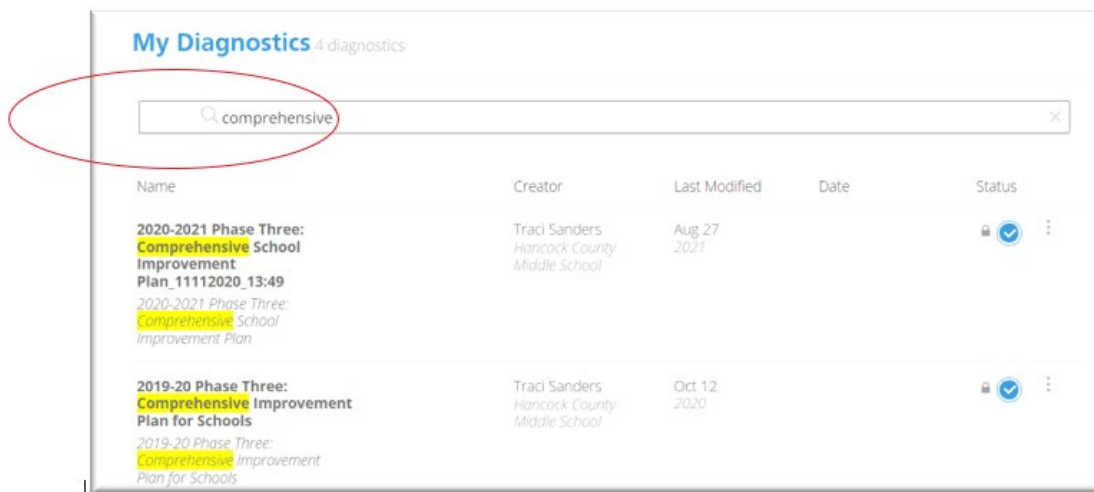 My Diagnostics 4 diagnostics
comprehensive
Name Creator Last Modified Date Status
2020-2021 Phase Three:
Comprehensive School
Improvement
Plan_11112020_13:49
2020-2021 Phase Three:
Comprehensive School
Improvement Plan
Traci Sanders
Hancock County
Middle School
Aug 27
2021
2019-20 Phase Three:
Comprehensive Improvement
Plan for Schools
2019-20 Phase Three:
Comprehensive Improvement
Plan for Schools
Traci Sanders
Hancock County
Middle School
Oct 12
2020